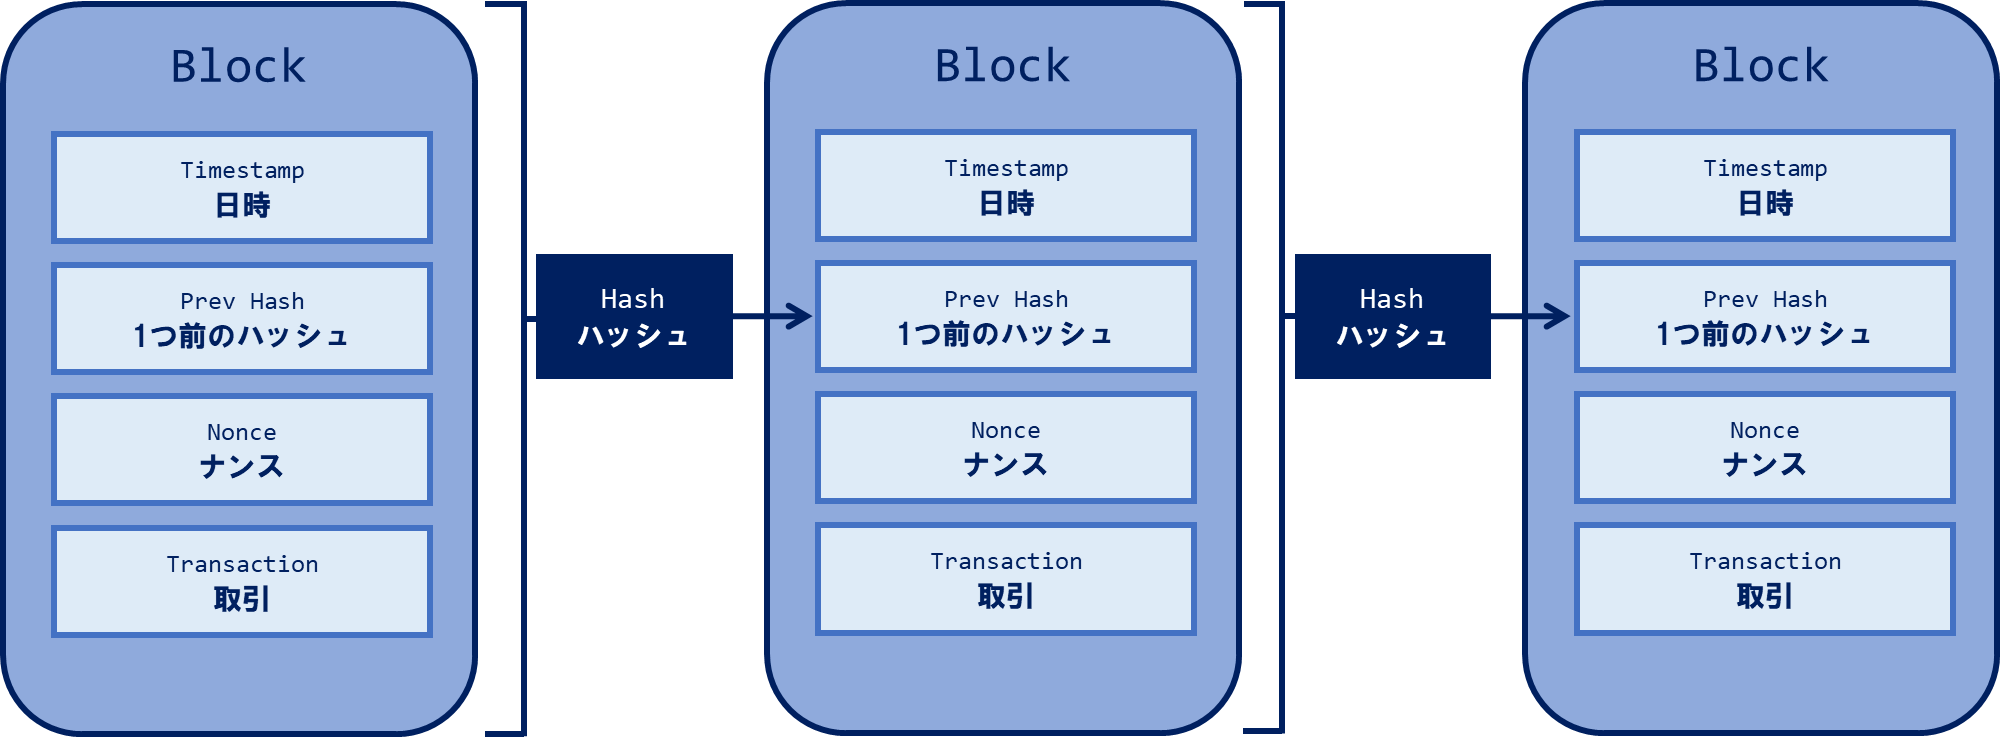 Block
Timestamp
日時
Prev Hash
1つ前のハッシュ
Nonce
ナンス
Transaction
取引
Hash
ハッシュ
Block
Timestamp
日時
Prev Hash
1つ前のハッシュ
Nonce
ナンス
Transaction
取引
Hash
ハッシュ
Block
Timestamp
日時
Prev Hash
1つ前のハッシュ
Nonce
ナンス
Transaction
取引